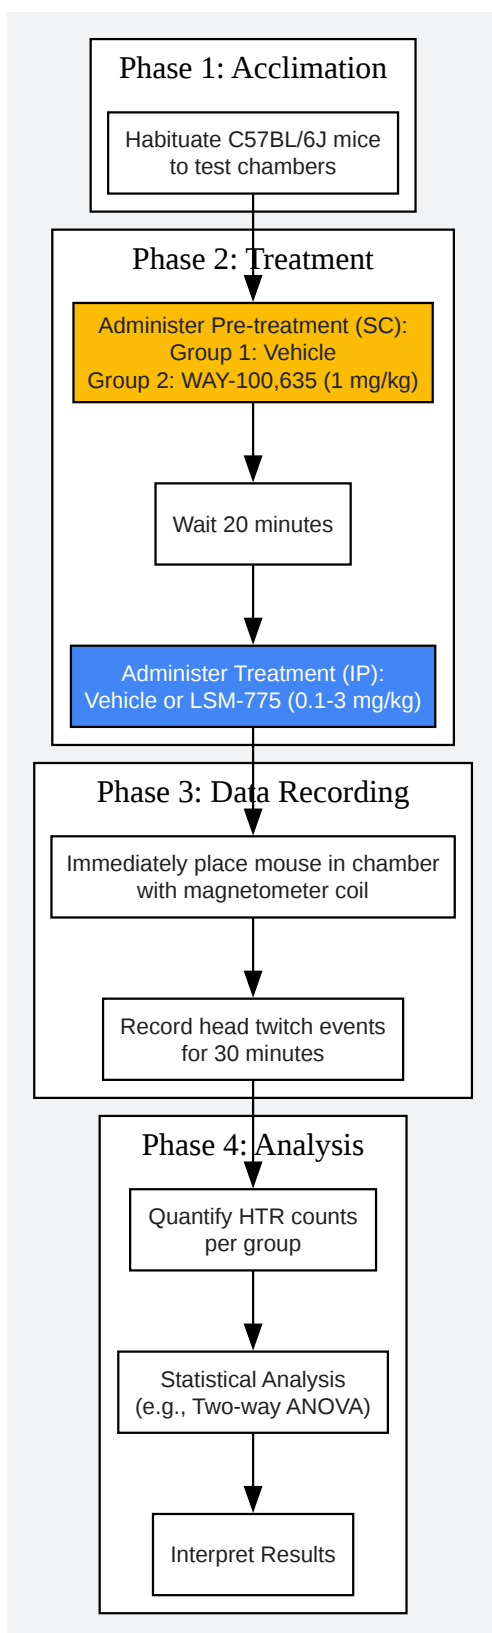 Phase 1: Acclimation
Habituate C57BL/6J mice
to test chambers
Phase 2: Treatment
Administer Pre-treatment (SC):
Group 1: Vehicle
Group 2: WAY-100,635 (1 mg/kg)
Wait 20 minutes
Administer Treatment (IP):
Vehicle or LSM-775 (0.1-3 mg/kg)
Phase 3: Data Recording
Immediately place mouse in chamber
with magnetometer coil
Record head twitch events
for 30 minutes
Phase 4: Analysis
Quantify HTR counts
per group
Statistical Analysis
(e.g., Two-way ANOVA)
Interpret Results